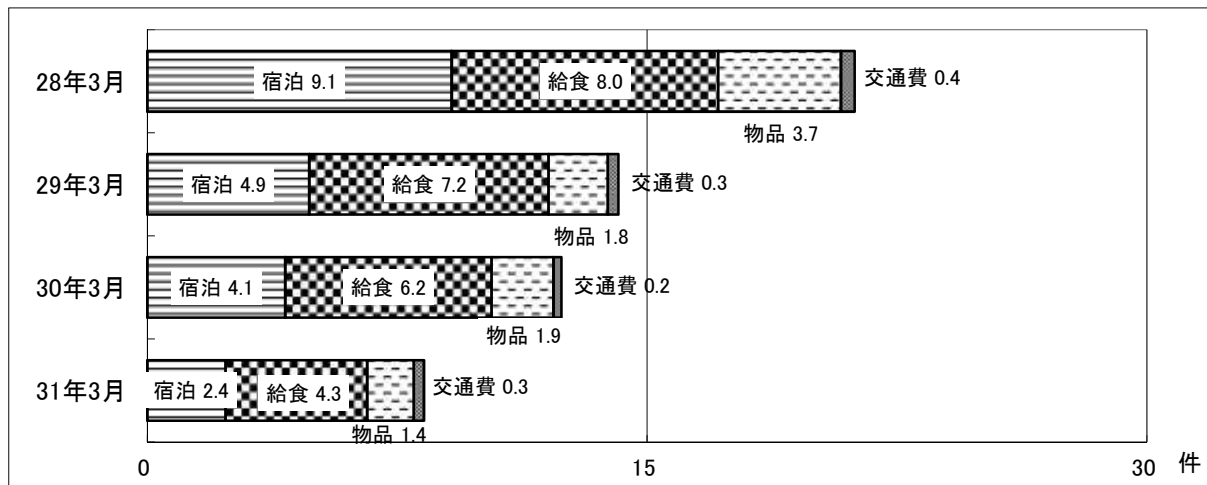 28年3月 宿泊 9.1 給食 8.0 交通費 0.4
物品 3.7
29年3月 宿泊 4.9 給食 7.2 交通費 0.3
物品 1.8
30年3月 宿泊 4.1 給食 6.2 交通費 0.2
物品 1.9
31年3月 宿泊 2.4 給食 4.3 交通費 0.3
物品 1.4
0 15 30 件